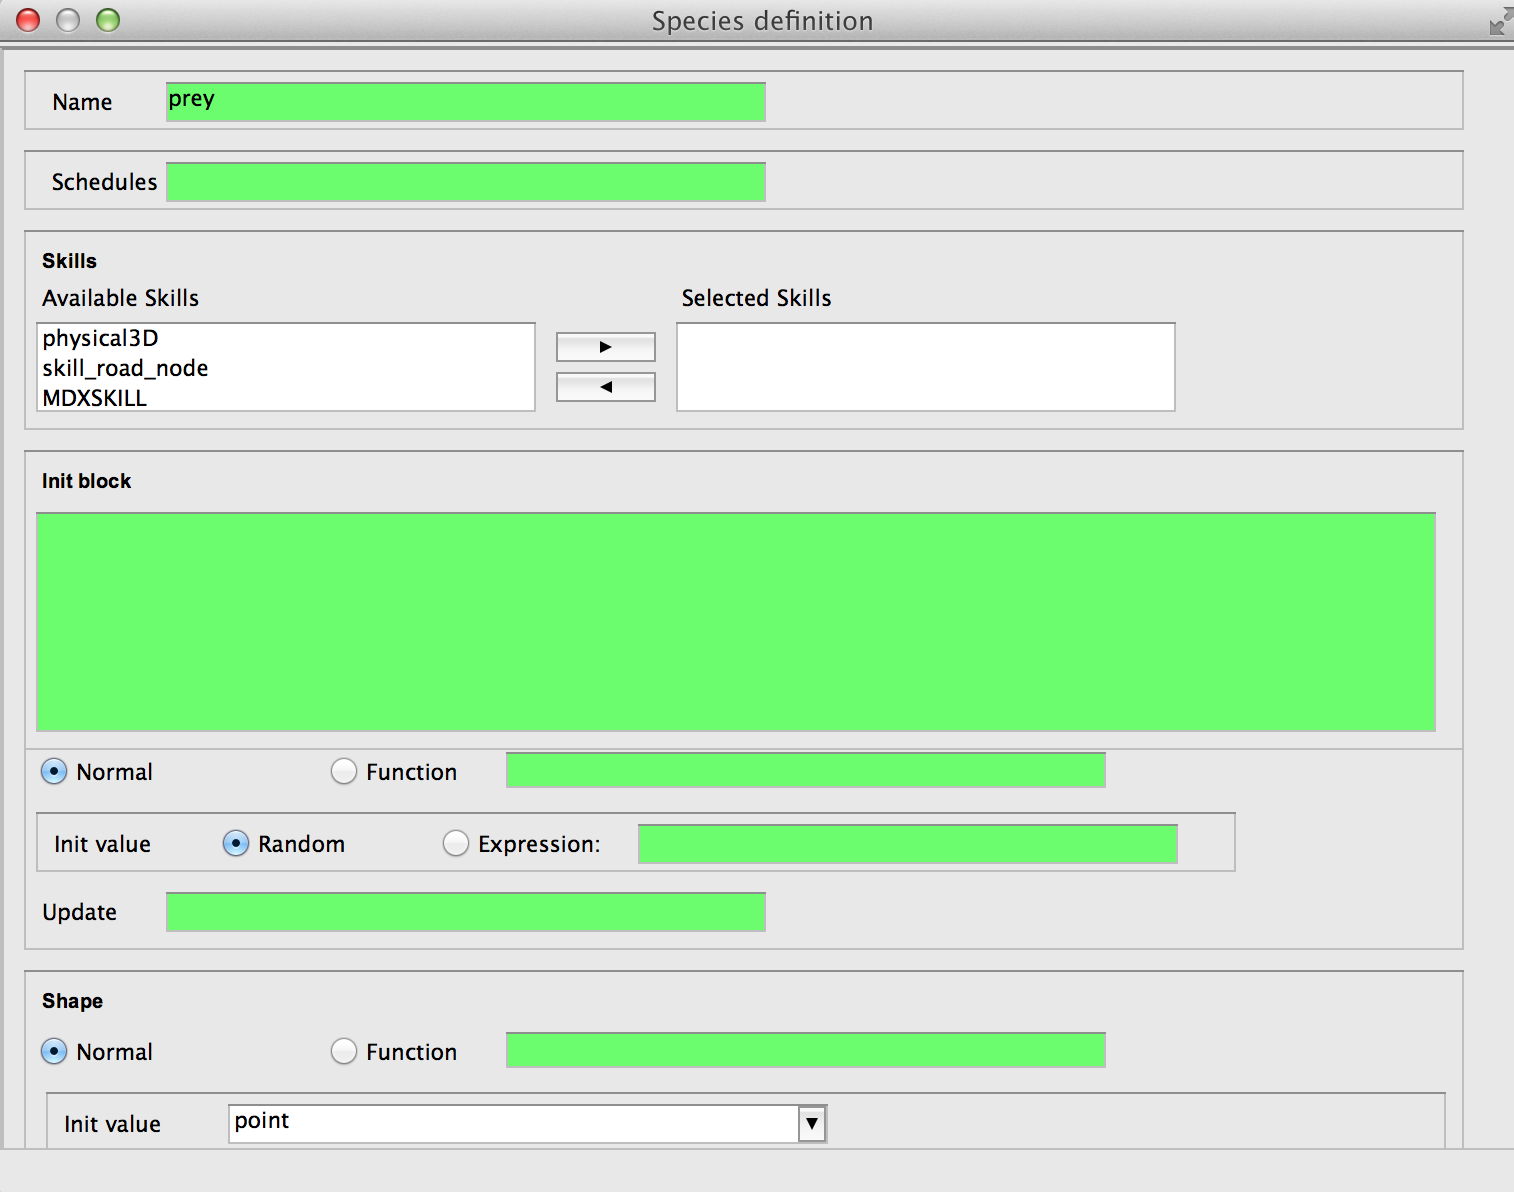 Species definition
Name prey
Schedules
Skills
Available Skills Selected Skills
physical3D
skill_road_node
MDXSKILL
Init block
Normal Function
Init value Random Expression:
Update
Shape
Normal Function
Init value point